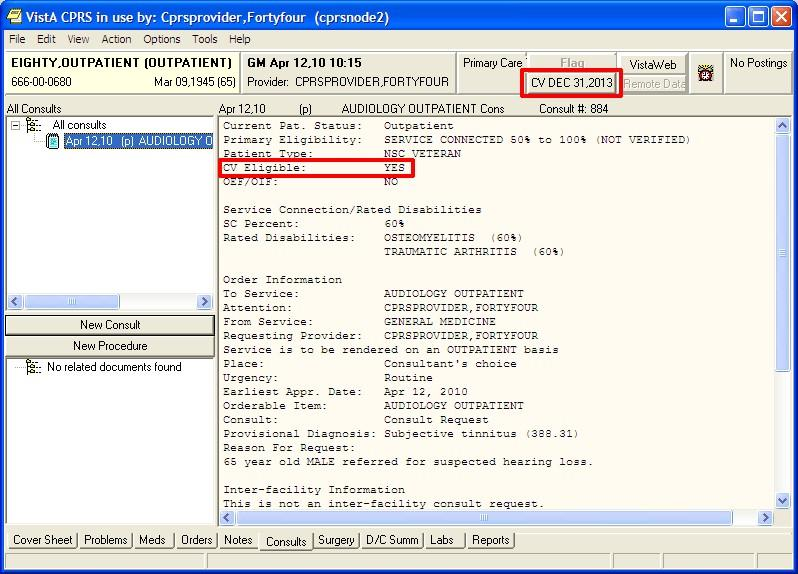 VistA CPRS in use by: Cprsprovider,Fortyfour (cprsnode2)
File Edit View Action Options Tools Help
EIGHTY,OUTPATIENT (OUTPATIENT)
666-00-0680 Mar 09,1945 (65)
GM Apr 12,10 10:15
Provider: CPRSPROVIDER,FORTYFOUR
Primary Care
Flag
CV DEC 31,2013
VistaWeb
Remote Data
No Postings
All Consults
Apr 12,10 (p) AUDIOLOGY OUTPATIENT Cons Consult #: 884
All consults
Apr 12,10 (p) AUDIOLOGY O
New Consult
New Procedure
No related documents found
Current Pat. Status: Outpatient
Primary Eligibility: SERVICE CONNECTED 50% to 100% (NOT VERIFIED)
Patient Type: NSC VETERAN
CV Eligible: YES
OEF/OIF: NO
Service Connection/Rated Disabilities
SC Percent: 60%
Rated Disabilities: OSTEOMYELITIS (60%)
TRAUMATIC ARTHRITIS (60%)
Order Information
To Service: AUDIOLOGY OUTPATIENT
Attention: CPRSPROVIDER,FORTYFOUR
From Service: GENERAL MEDICINE
Requesting Provider: CPRSPROVIDER,FORTYFOUR
Service is to be rendered on an OUTPATIENT basis
Place: Consultant's choice
Urgency: Routine
Earliest Appr. Date: Apr 12, 2010
Orderable Item: AUDIOLOGY OUTPATIENT
Consult: Consult Request
Provisional Diagnosis: Subjective tinnitus (388.31)
Reason For Request:
65 year old MALE referred for suspected hearing loss.
Inter-facility Information
This is not an inter-facility consult request.
Cover Sheet Problems Meds Orders Notes Consults Surgery D/C Summ Labs Reports